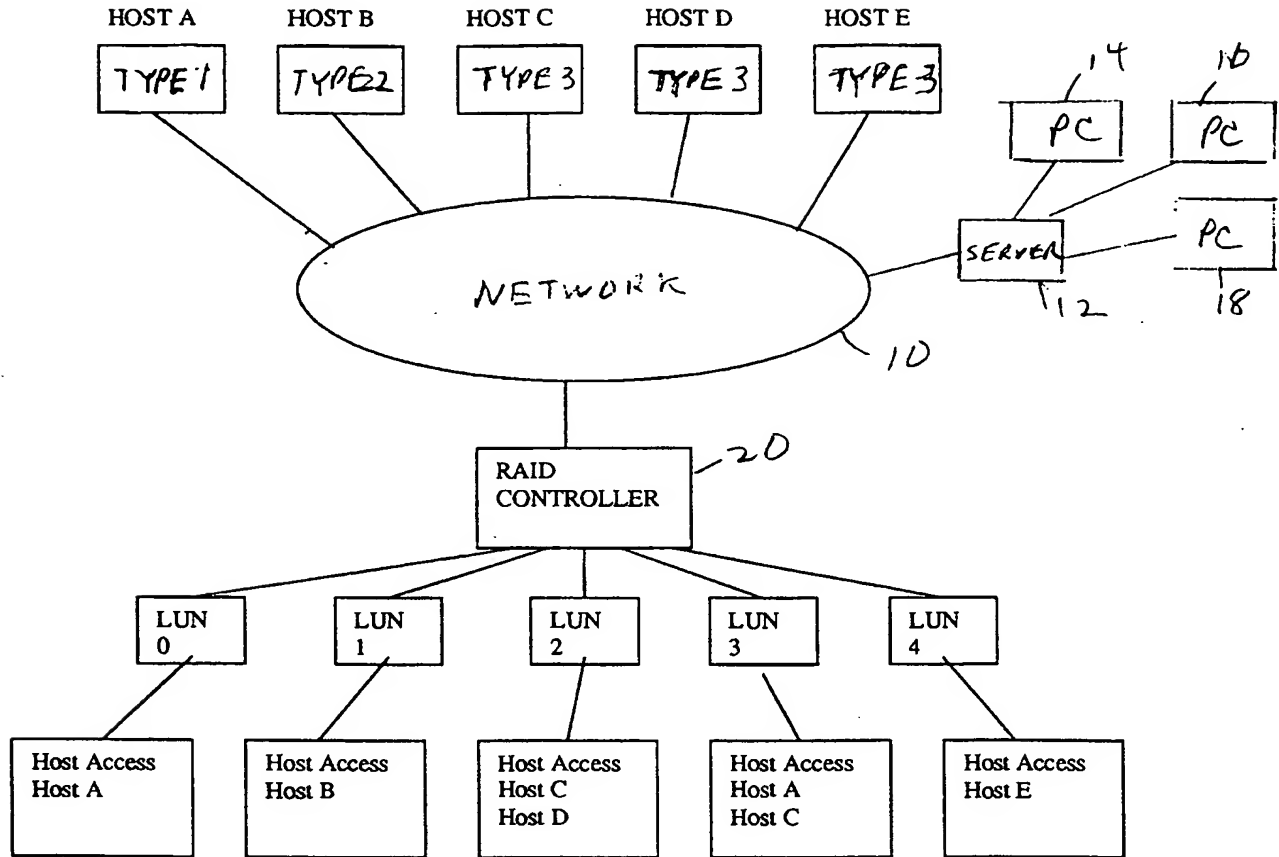 HOST A HOST B HOST C HOST D HOST E
TYPE 1 TYPE22 TYPE 3 TYPE 3 TYPE 3
14 16
PC PC
SERVER PC
12 18
NETWORK
10
RAID
CONTROLLER
20
LUN
0
LUN
1
LUN
2
LUN
3
LUN
4
Host Access
Host A
Host Access
Host B
Host Access
Host C
Host D
Host Access
Host A
Host C
Host Access
Host E